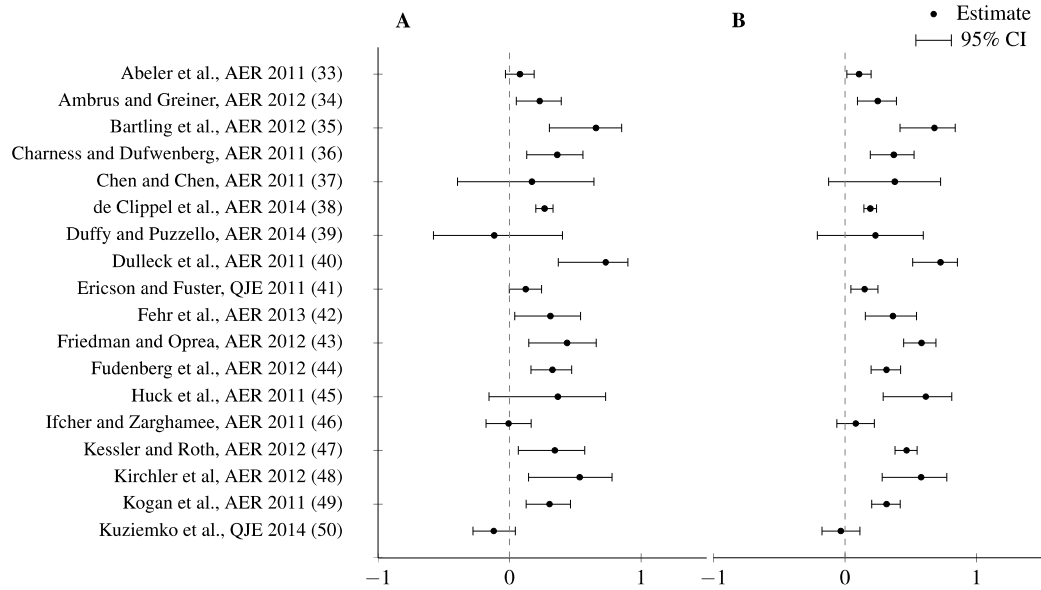 A
B
Estimate
95% CI
Abeler et al., AER 2011 (33)
Ambrus and Greiner, AER 2012 (34)
Bartling et al., AER 2012 (35)
Charness and Dufwenberg, AER 2011 (36)
Chen and Chen, AER 2011 (37)
de Clippel et al., AER 2014 (38)
Duffy and Puzzello, AER 2014 (39)
Dulleck et al., AER 2011 (40)
Ericson and Fuster, QJE 2011 (41)
Fehr et al., AER 2013 (42)
Friedman and Oprea, AER 2012 (43)
Fudenberg et al., AER 2012 (44)
Huck et al., AER 2011 (45)
Ifcher and Zarghamee, AER 2011 (46)
Kessler and Roth, AER 2012 (47)
Kirchler et al, AER 2012 (48)
Kogan et al., AER 2011 (49)
Kuziemko et al., QJE 2014 (50)
−1 0 1
−1 0 1